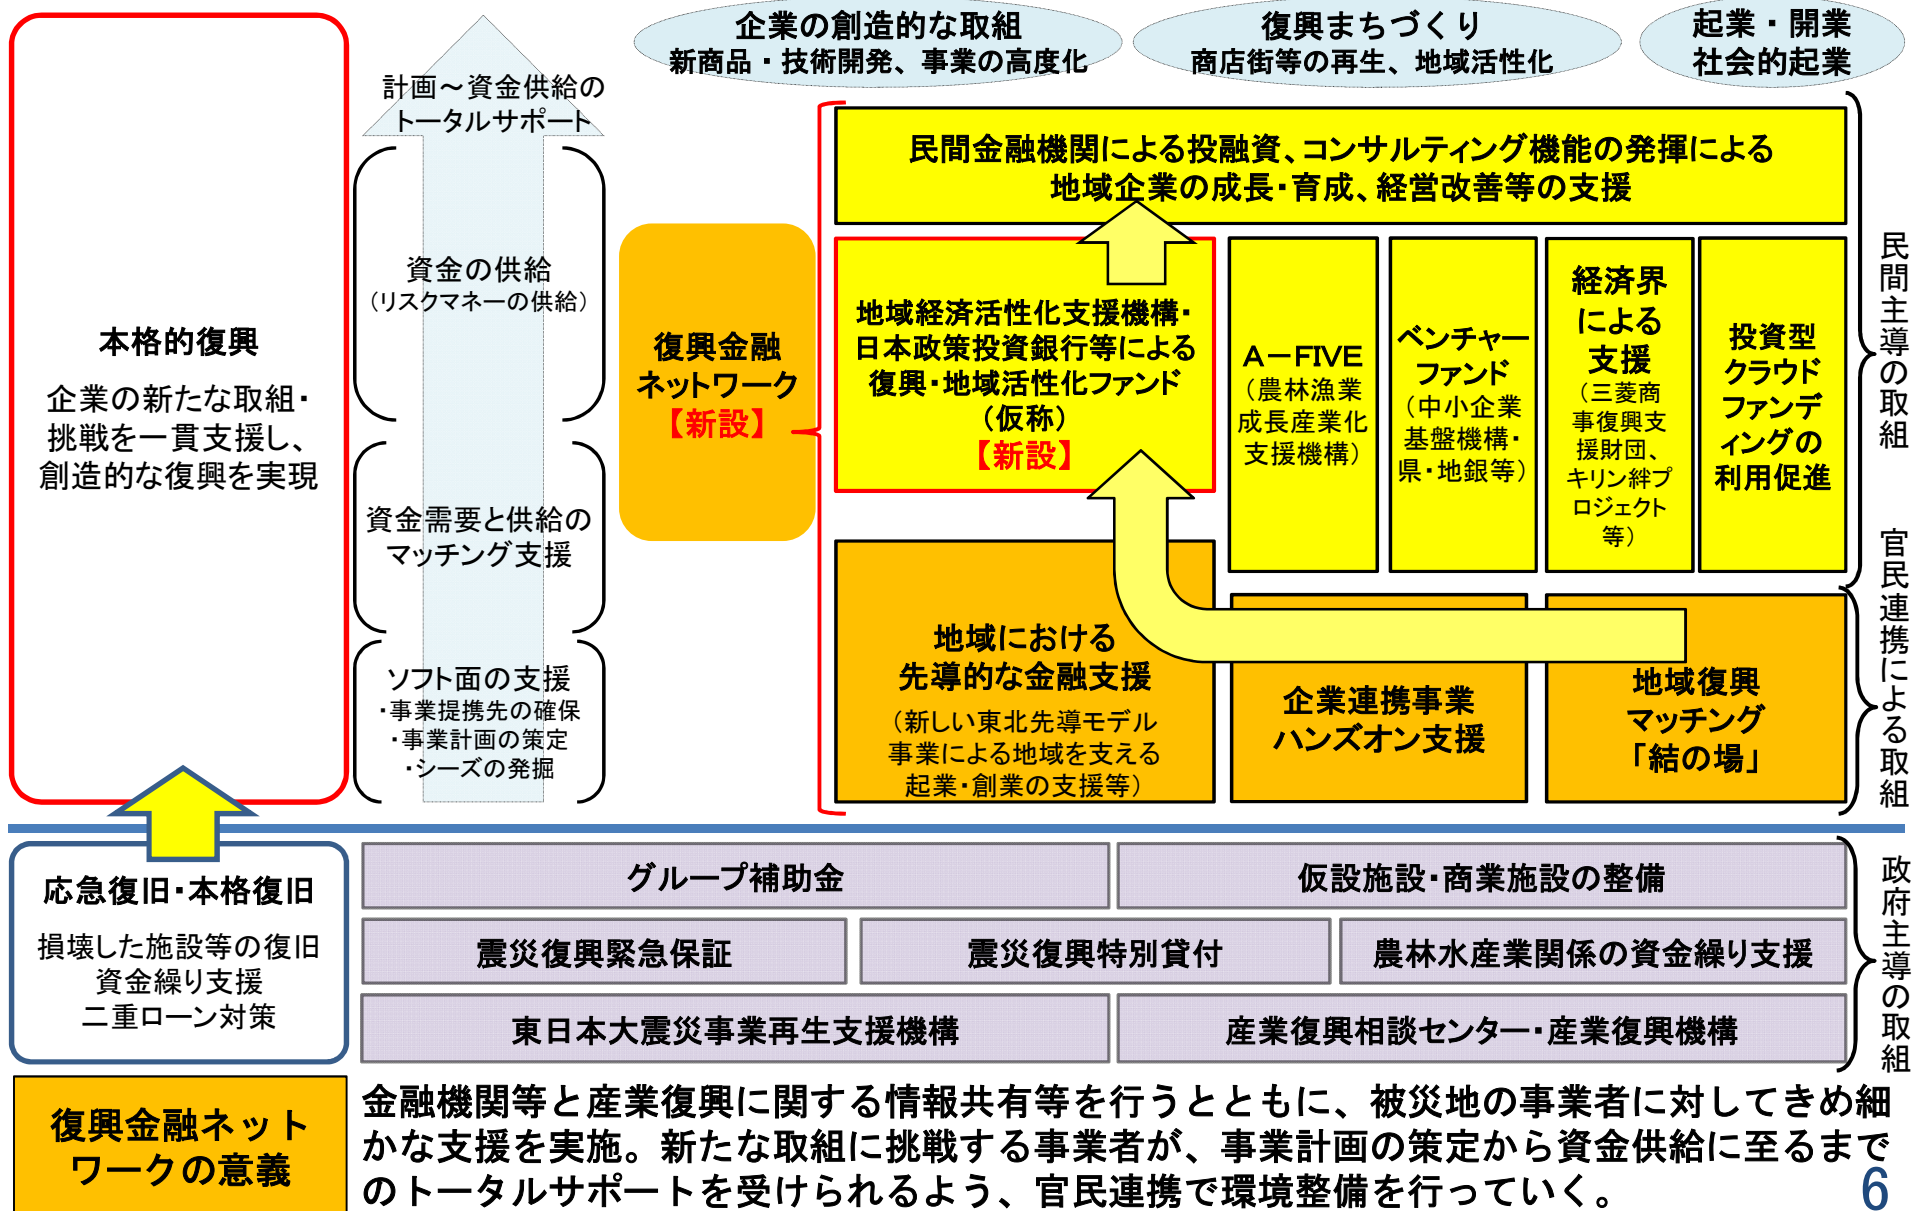 企業の創造的な取組
新商品・技術開発、事業の高度化
復興まちづくり
商店街等の再生、地域活性化
起業・開業
社会的起業
本格的復興
企業の新たな取組・
挑戦を一貫支援し、
創造的な復興を実現
計画～資金供給の
トータルサポート
資金の供給
（リスクマネーの供給）
資金需要と供給の
マッチング支援
ソフト面の支援
・事業提携先の確保
・事業計画の策定
・シーズの発掘
復興金融
ネットワーク
【新設】
民間金融機関による投融資、コンサルティング機能の発揮による
地域企業の成長・育成、経営改善等の支援
地域経済活性化支援機構・
日本政策投資銀行等による
復興・地域活性化ファンド
（仮称）
【新設】
Ａ－FIVE
（農林漁業
成長産業化
支援機構）
ベンチャー
ファンド
（中小企業
基盤機構・
県・地銀等）
経済界
による
支援
（三菱商
事復興支
援財団、
キリン絆プ
ロジェクト
等）
投資型
クラウド
ファンデ
ィングの
利用促進
民間主導の取組
地域における
先導的な金融支援
（新しい東北先導モデル
事業による地域を支える
起業・創業の支援等）
企業連携事業
ハンズオン支援
地域復興
マッチング
「結の場」
官民連携による取組
応急復旧・本格復旧
損壊した施設等の復旧
資金繰り支援
二重ローン対策
グループ補助金
仮設施設・商業施設の整備
震災復興緊急保証
震災復興特別貸付
農林水産業関係の資金繰り支援
東日本大震災事業再生支援機構
産業復興相談センター・産業復興機構
政府主導の取組
復興金融ネット
ワークの意義
金融機関等と産業復興に関する情報共有等を行うとともに、被災地の事業者に対してきめ細
かな支援を実施。新たな取組に挑戦する事業者が、事業計画の策定から資金供給に至るまで
のトータルサポートを受けられるよう、官民連携で環境整備を行っていく。
6